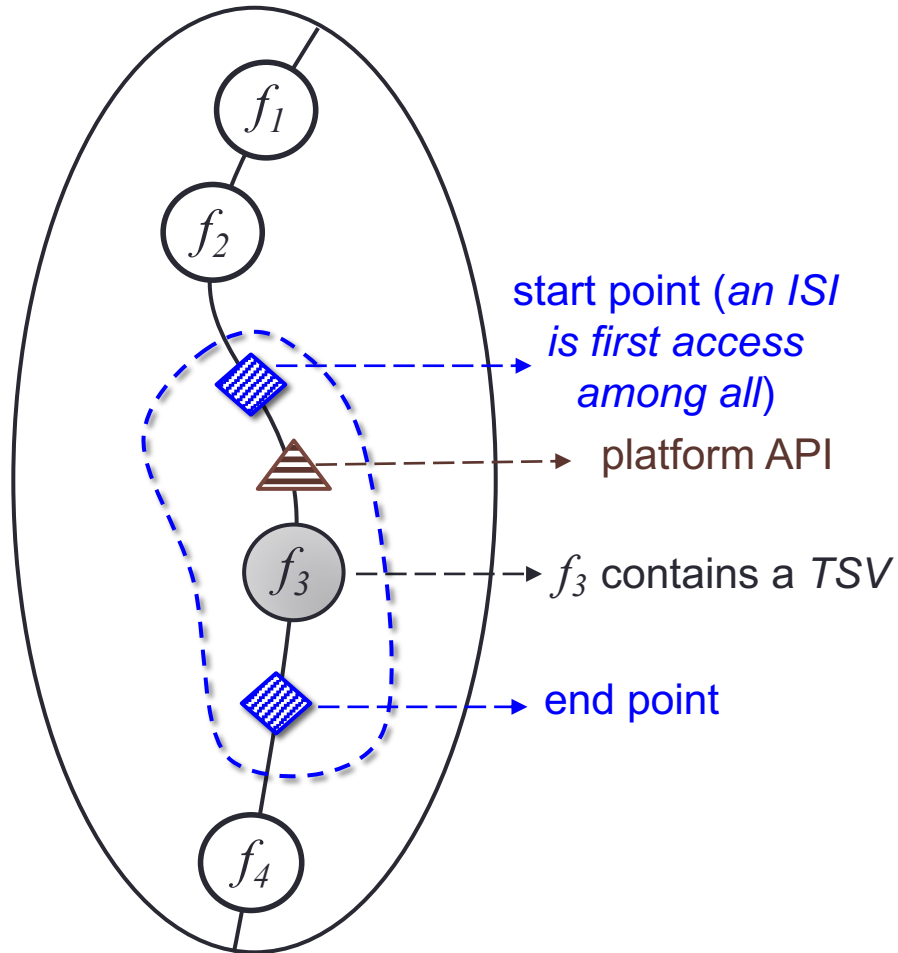 f1
f2
start point (an ISI
is first access
among all)
platform API
f3
f3 contains a TSV
end point
f4